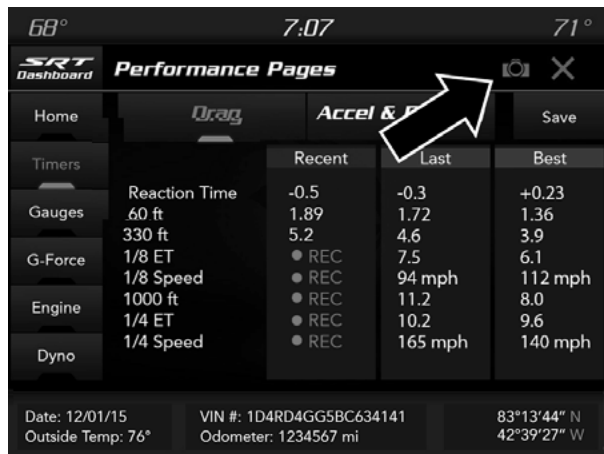 68° 7:07 71°
SRT Dashboard Performance Pages
Home Drag Accel & Save
Timers Recent Last Best
Reaction Time -0.5 -0.3 +0.23
Gauges 60 ft 1.89 1.72 1.36
330 ft 5.2 4.6 3.9
G-Force 1/8 ET REC 7.5 6.1
1/8 Speed REC 94 mph 112 mph
Engine 1000 ft REC 11.2 8.0
1/4 ET REC 10.2 9.6
Dyno 1/4 Speed REC 165 mph 140 mph
Date: 12/01/15 VIN #: 1D4RD4GG5BC634141 83°13'44" N
Outside Temp: 76° Odometer: 1234567 mi 42°39'27" W